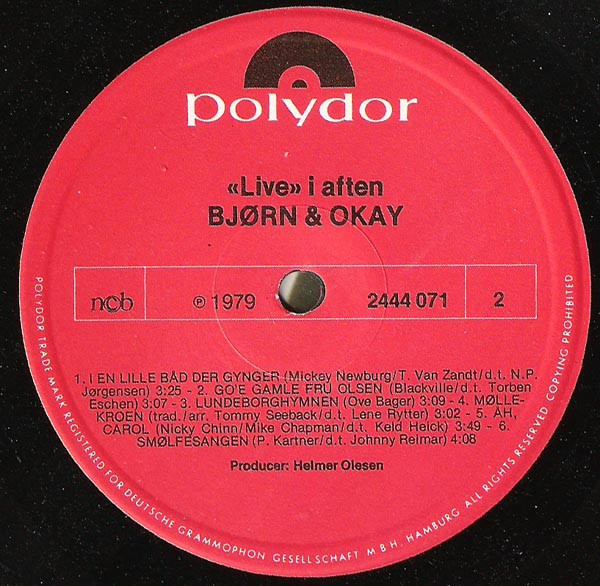 polydor
«Live» i aften
BJØRN & OKAY
ncb
℗ 1979
2444 071
2
1. I EN LILLE BÅD DER GYNGER (Mickey Newburg/T. Van Zandt/d.t. N.P.
Jørgensen) 3:25 - 2. GO'E GAMLE FRU OLSEN (Blackville/d.t. Torben
Eschen) 3:07 - 3. LUNDEBORGHYMNEN (Ove Bager) 3:09 - 4. MØLLE-
KROEN (trad./arr. Tommy Seeback/d.t. Lene Rytter) 3:02 - 5. ÅH,
CAROL (Nicky Chinn/Mike Chapman/d.t. Keld Heick) 3:49 - 6.
SMØLFESANGEN (P. Kartner/d.t. Johnny Reimar) 4:08
Producer: Helmer Olesen
POLYDOR TRADE MARK REGISTERED FOR DEUTSCHE GRAMMOPHON GESELLSCHAFT M B H. HAMBURG ALL RIGHTS RESERVED COPYING PROHIBITED